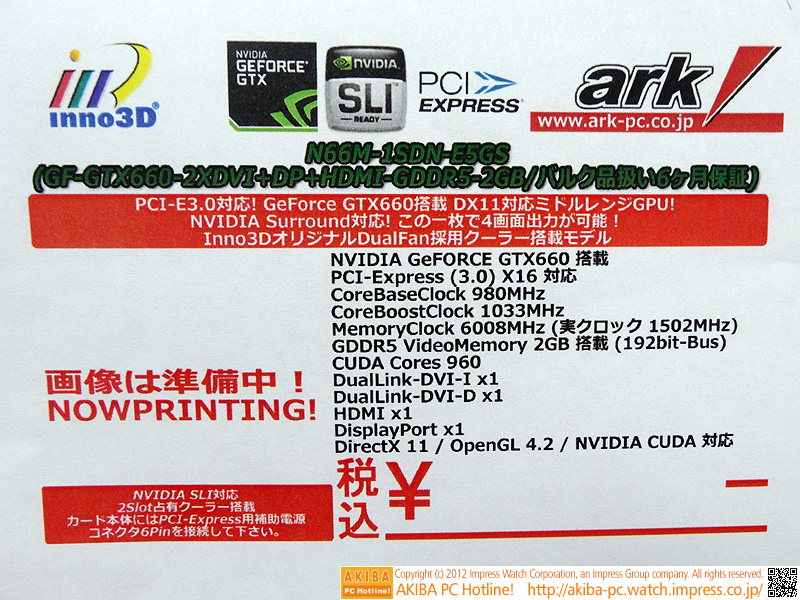 inno3D®
NVIDIA
GEFORCE®
GTX
NVIDIA.
SLI™
READY
PCI
EXPRESS®
ark
www.ark-pc.co.jp
N66M-1SDN-E5GS
(GF-GTX660-2XDVI+DP+HDMI-GDDR5-2GB/バルク品扱い6ヶ月保証)
PCI-E3.0対応! GeForce GTX660搭載 DX11対応ミドルレンジGPU!
NVIDIA Surround対応! この一枚で4画面出力が可能!
Inno3DオリジナルDualFan採用クーラー搭載モデル
NVIDIA GeFORCE GTX660 搭載
PCI-Express (3.0) X16 対応
CoreBaseClock 980MHz
CoreBoostClock 1033MHz
MemoryClock 6008MHz (実クロック 1502MHz)
GDDR5 VideoMemory 2GB 搭載 (192bit-Bus)
CUDA Cores 960
DualLink-DVI-I x1
DualLink-DVI-D x1
HDMI x1
DisplayPort x1
DirectX 11 / OpenGL 4.2 / NVIDIA CUDA 対応
画像は準備中!
NOWPRINTING!
NVIDIA SLI対応
2Slot占有クーラー搭載
カード本体にはPCI-Express用補助電源
コネクタ6Pinを接続して下さい。
税込 ¥ ー
AKIBA
PC Hotline!
Copyright (c) 2012 Impress Watch Corporation, an Impress Group company. All rights reserved.
AKIBA PC Hotline! http://akiba-pc.watch.impress.co.jp/